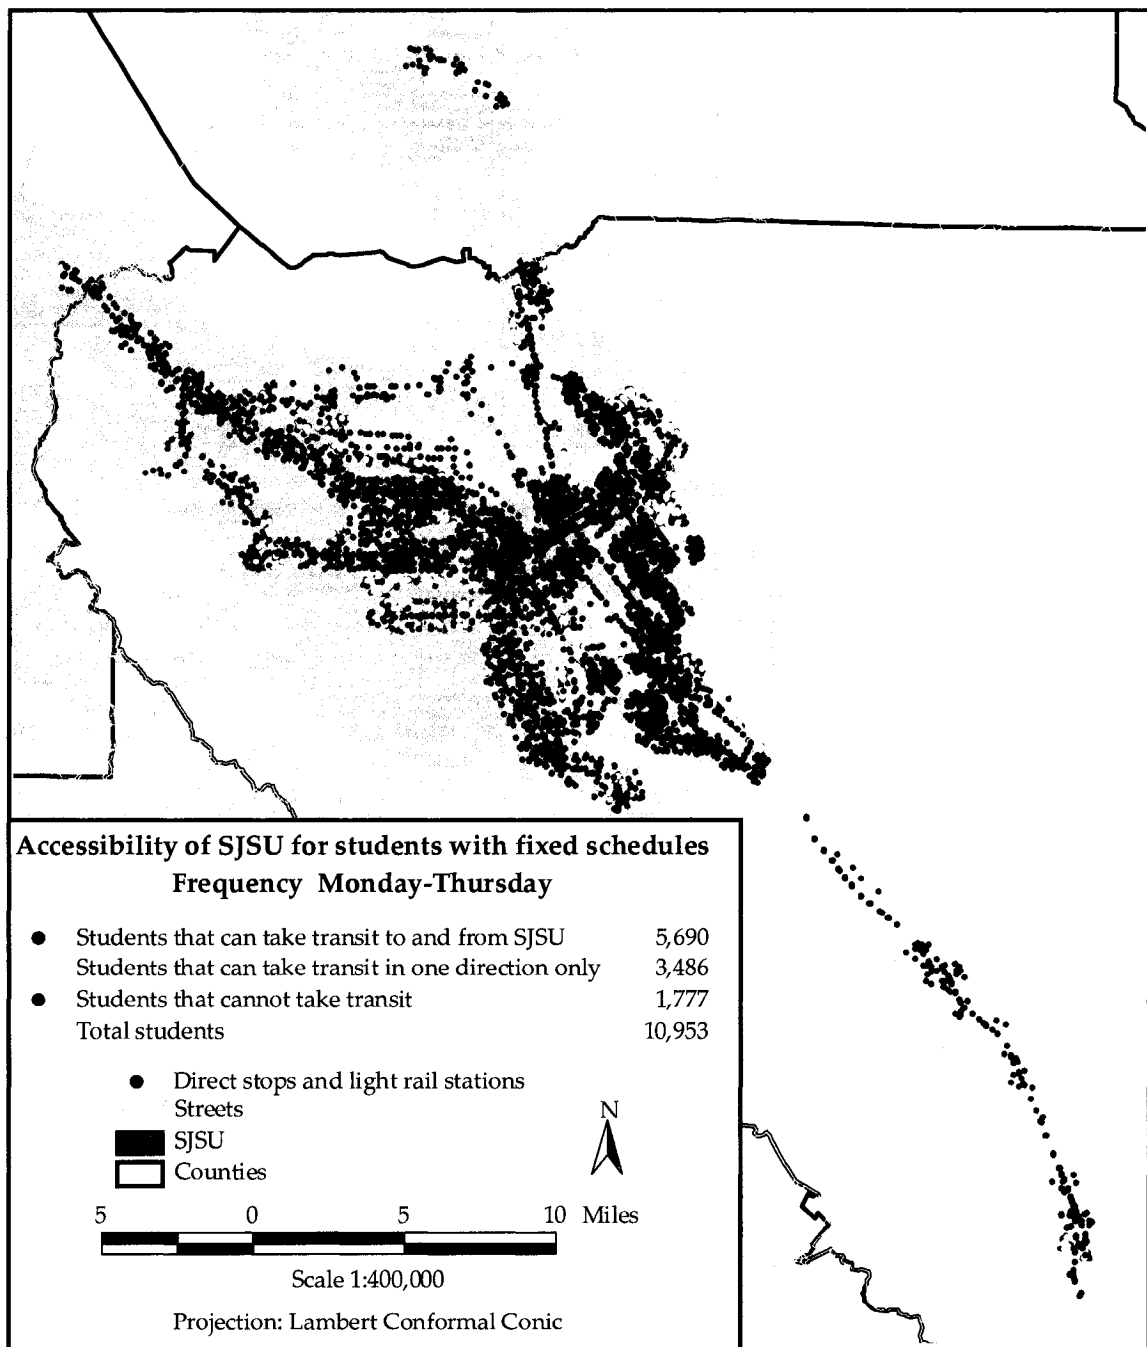 Accessibility of SJSU for students with fixed schedules
Frequency Monday-Thursday
Students that can take transit to and from SJSU 5,690
Students that can take transit in one direction only 3,486
Students that cannot take transit 1,777
Total students 10,953
Direct stops and light rail stations
Streets
SJSU
Counties
N
5 0 5 10 Miles
Scale 1:400,000
Projection: Lambert Conformal Conic